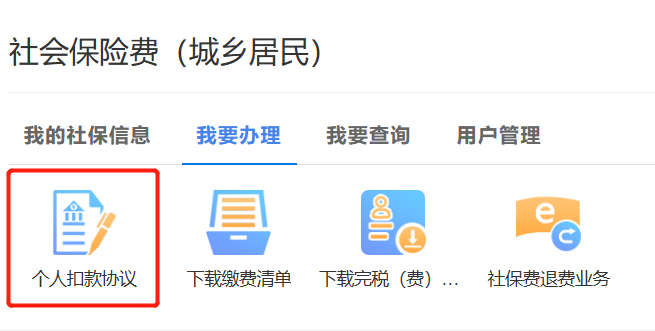 社会保险费（城乡居民）
我的社保信息 我要办理 我要查询 用户管理
个人扣款协议 下载缴费清单 下载完税（费）... 社保费退费业务